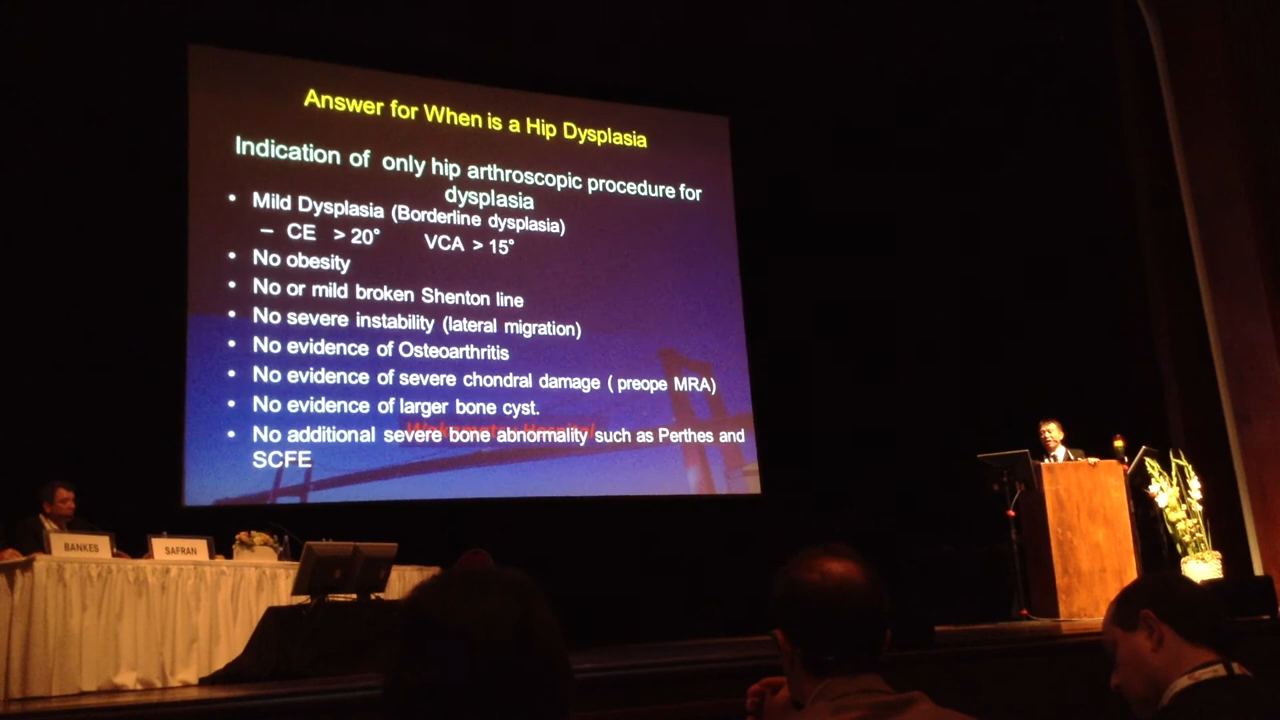 Answer for When is a Hip Dysplasia
Indication of only hip arthroscopic procedure for
dysplasia
• Mild Dysplasia (Borderline dysplasia)
– CE > 20° VCA > 15°
• No obesity
• No or mild broken Shenton line
• No severe instability (lateral migration)
• No evidence of Osteoarthritis
• No evidence of severe chondral damage ( preope MRA)
• No evidence of larger bone cyst.
• No additional severe bone abnormality such as Perthes and
SCFE
Wakamatsu Hospital
BANKES
SAFRAN